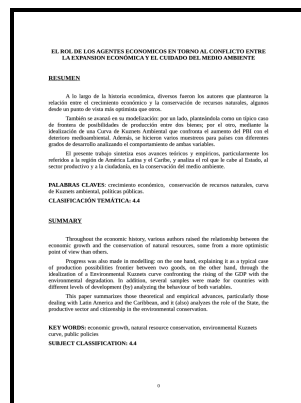 EL ROL DE LOS AGENTES ECONOMICOS EN TORNO AL CONFLICTO ENTRE
LA EXPANSION ECONÓMICA Y EL CUIDADO DEL MEDIO AMBIENTE
RESUMEN
A lo largo de la historia económica, diversos fueron los autores que plantearon la
relación entre el crecimiento económico y la conservación de recursos naturales, algunos
desde un punto de vista más optimista que otros.
También se avanzó en su modelización: por un lado, planteándola como un típico caso
de frontera de posibilidades de producción entre dos bienes; por el otro, mediante la
idealización de una Curva de Kuznets Ambiental que confronta el aumento del PBI con el
deterioro medioambiental. Además, se hicieron varios muestreos para países con diferentes
grados de desarrollo analizando el comportamiento de ambas variables.
El presente trabajo sintetiza esos avances teóricos y empíricos, particularmente los
referidos a la región de América Latina y el Caribe, y analiza el rol que le cabe al Estado, al
sector productivo y a la ciudadanía, en la conservación del medio ambiente.
PALABRAS CLAVES: crecimiento económico, conservación de recursos naturales, curva
de Kuznets ambiental, políticas públicas.
CLASIFICACIÓN TEMÁTICA: 4.4
SUMMARY
Throughout the economic history, various authors raised the relationship between the
economic growth and the conservation of natural resources, some from a more optimistic
point of view than others.
Progress was also made in modelling: on the one hand, explaining it as a typical case
of production possibilities frontier between two goods, on the other hand, through the
idealization of a Environmental Kuznets curve confronting the rising of the GDP with the
environmental degradation. In addition, several samples were made for countries with
different levels of development (by) analyzing the behaviour of both variables.
This paper summarizes those theoretical and empirical advances, particularly those
dealing with Latin America and the Caribbean, and it (also) analyzes the role of the State, the
productive sector and citizenship in the environmental conservation.
KEY WORDS: economic growth, natural resource conservation, environmental Kuznets
curve, public policies
SUBJECT CLASSIFICATION: 4.4
0